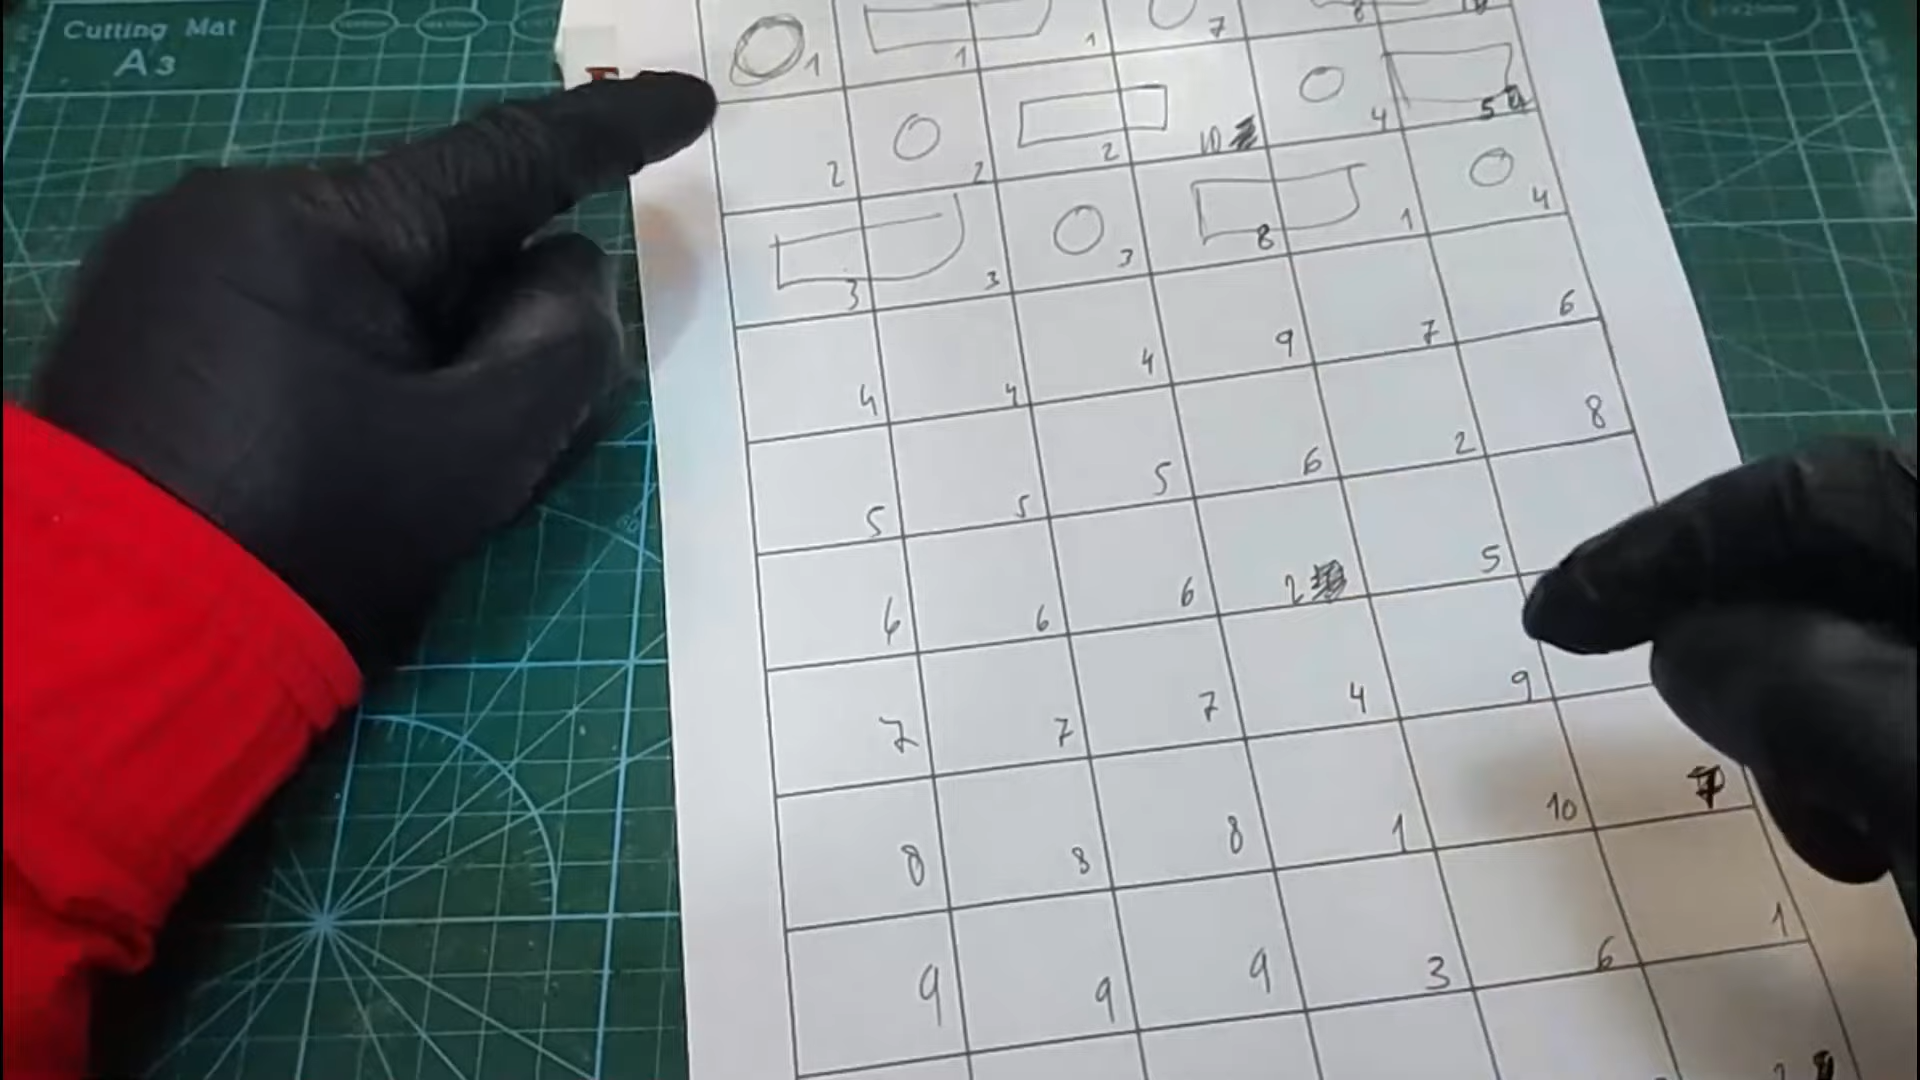 Cutting Mat
A3
1 1 1 7 8 10
2 2 2 10 4 5
3 3 3 8 1 4
4 4 4 9 7 6
5 5 5 6 2 8
6 6 6 2 5
7 7 7 4 9
8 8 8 1 10
9 9 9 3 6 1
2